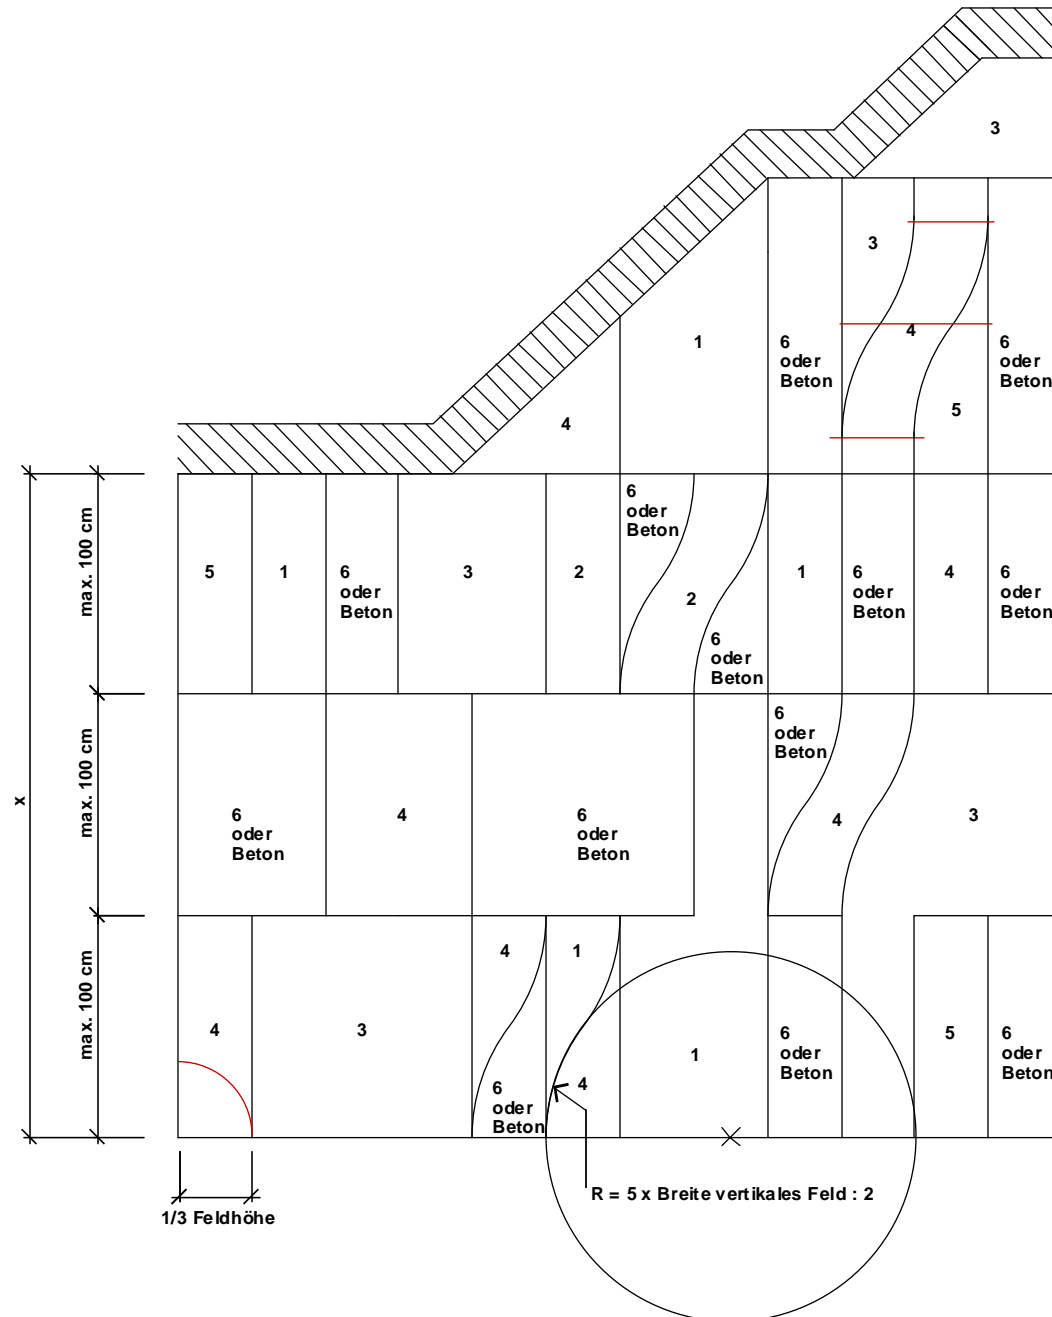 3
3
1
6
oder
Beton
4
6
oder
Beton
5
4
max. 100 cm
5
1
6
oder
Beton
3
2
6
oder
Beton
2
6
oder
Beton
1
6
oder
Beton
4
6
oder
Beton
x
max. 100 cm
6
oder
Beton
4
6
oder
Beton
6
oder
Beton
4
3
max. 100 cm
4
3
4
1
6
oder
Beton
4
1
6
oder
Beton
5
6
oder
Beton
R = 5 x Breite vertikales Feld : 2
1/3 Feldhöhe